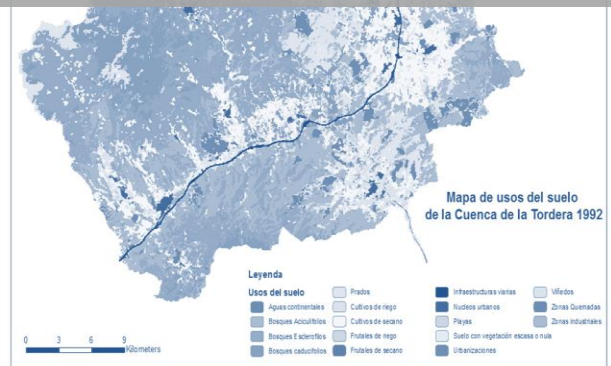 Mapa de usos del suelo
de la Cuenca de la Tordera 1992
Leyenda
Usos del suelo
Aguas continentales
Bosques Aciculifolios
Bosques Esclerofilos
Bosques caducifolios
Prados
Cultivos de riego
Cultivos de secano
Frutales de riego
Frutales de secano
Infraestructuras viarias
Nucleos urbanos
Playas
Suelo con vegetación escasa o nula
Urbanizaciones
Viñedos
Zonas Quemadas
Zonas industriales
0 3 6 9
Kilometers